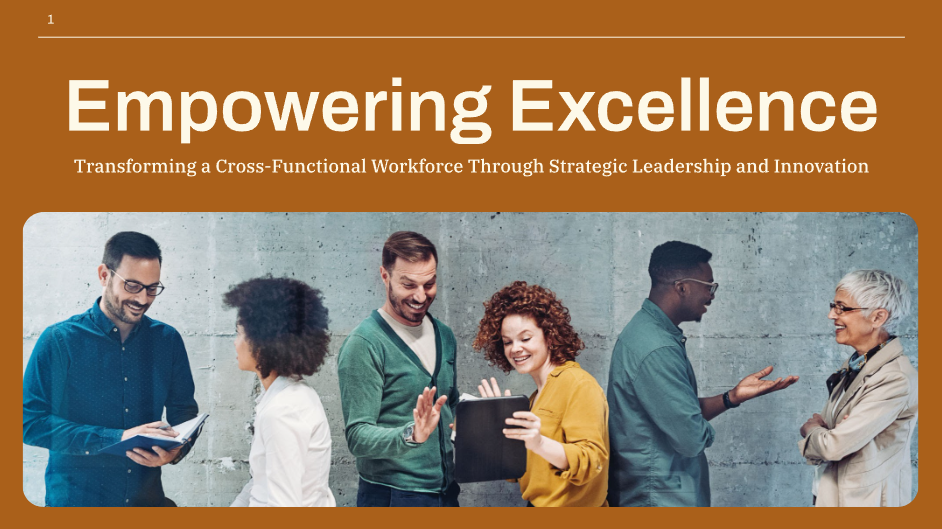 1
Empowering Excellence
Transforming a Cross-Functional Workforce Through Strategic Leadership and Innovation